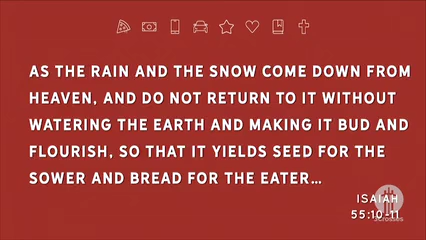 AS THE RAIN AND THE SNOW COME DOWN FROM
HEAVEN, AND DO NOT RETURN TO IT WITHOUT
WATERING THE EARTH AND MAKING IT BUD AND
FLOURISH, SO THAT IT YIELDS SEED FOR THE
SOWER AND BREAD FOR THE EATER...
ISAIAH
55:10-11